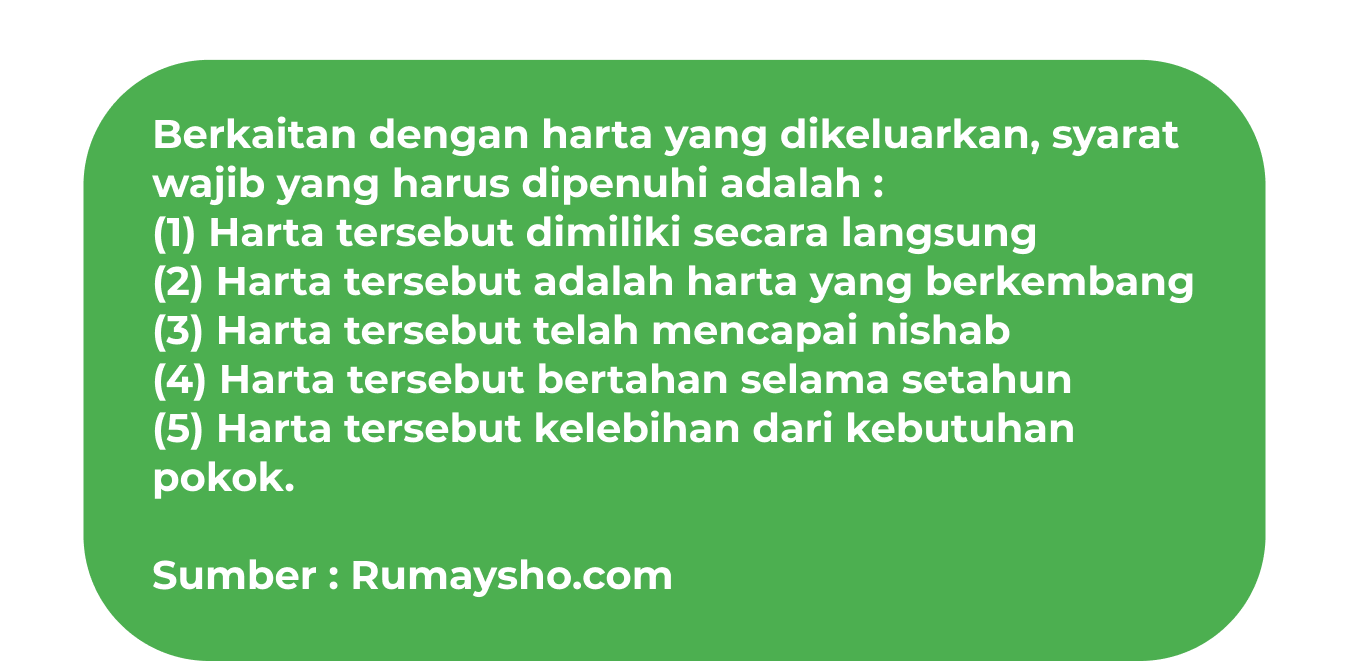 Berkaitan dengan harta yang dikeluarkan, syarat
wajib yang harus dipenuhi adalah :
(1) Harta tersebut dimiliki secara langsung
(2) Harta tersebut adalah harta yang berkembang
(3) Harta tersebut telah mencapai nishab
(4) Harta tersebut bertahan selama setahun
(5) Harta tersebut kelebihan dari kebutuhan
pokok.
Sumber : Rumaysho.com